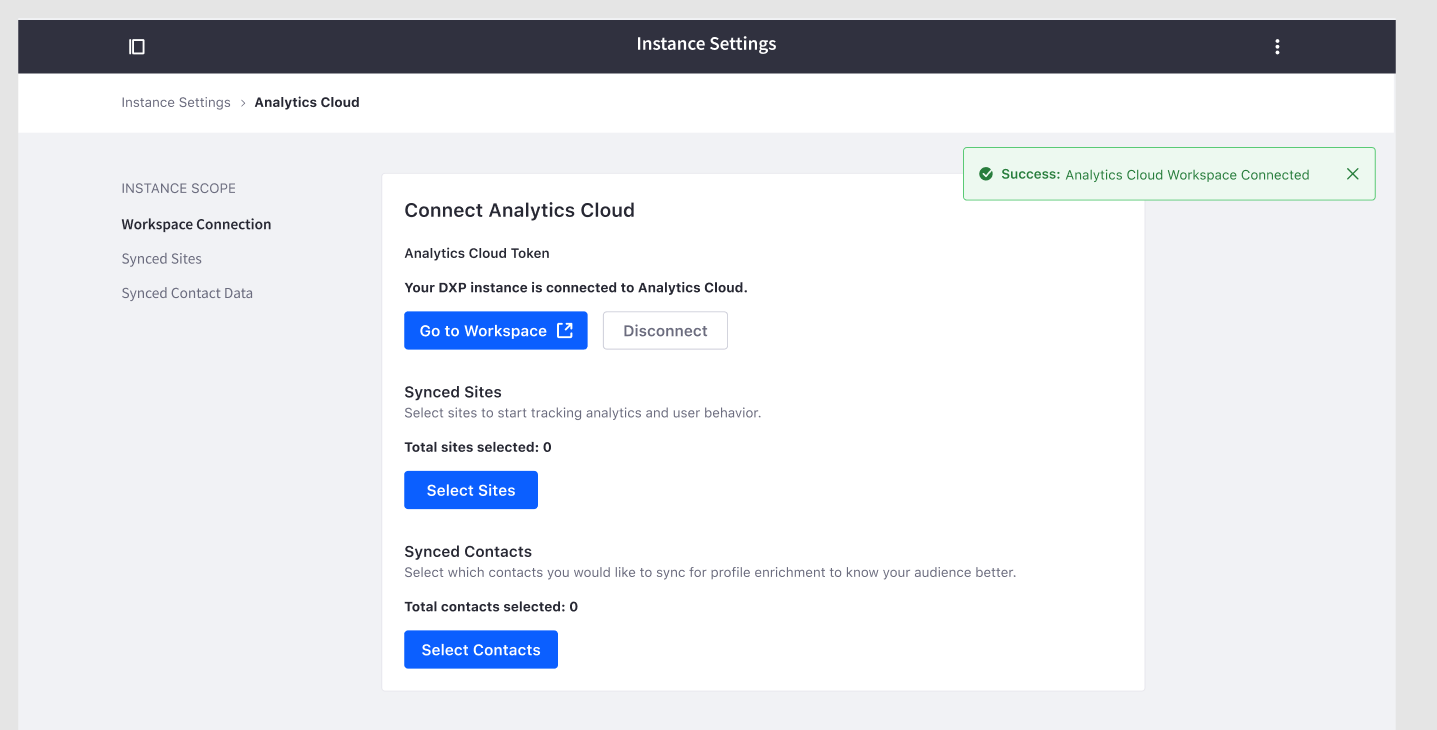 Instance Settings
Instance Settings > Analytics Cloud
Success: Analytics Cloud Workspace Connected
INSTANCE SCOPE
Workspace Connection
Synced Sites
Synced Contact Data
Connect Analytics Cloud
Analytics Cloud Token
Your DXP instance is connected to Analytics Cloud.
Go to Workspace Disconnect
Synced Sites
Select sites to start tracking analytics and user behavior.
Total sites selected: 0
Select Sites
Synced Contacts
Select which contacts you would like to sync for profile enrichment to know your audience better.
Total contacts selected: 0
Select Contacts